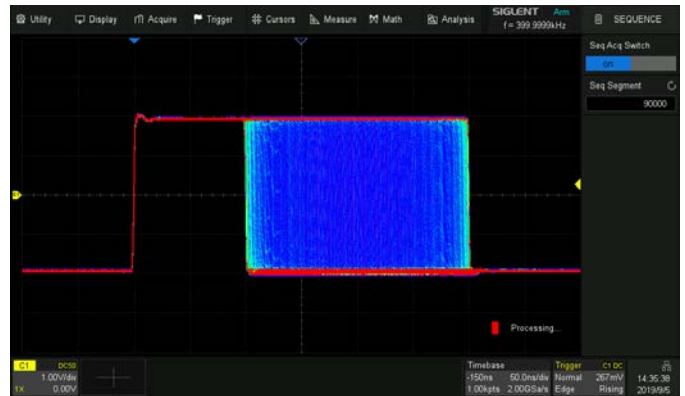 Utility Display Acquire Trigger Cursors Measure Math Analysis
SIGLENT Arm
f = 399.9999kHz
SEQUENCE
Seq Acq Switch
on
Seq Segment
90000
Processing...
C1 DC50
1.00V/div
1X 0.00V
Timebase
-150ns 50.0ns/div
1.00kpts 2.00GSa/s
Trigger C1 DC
Normal 267mV
Edge Rising
14:35:38
2019/9/5